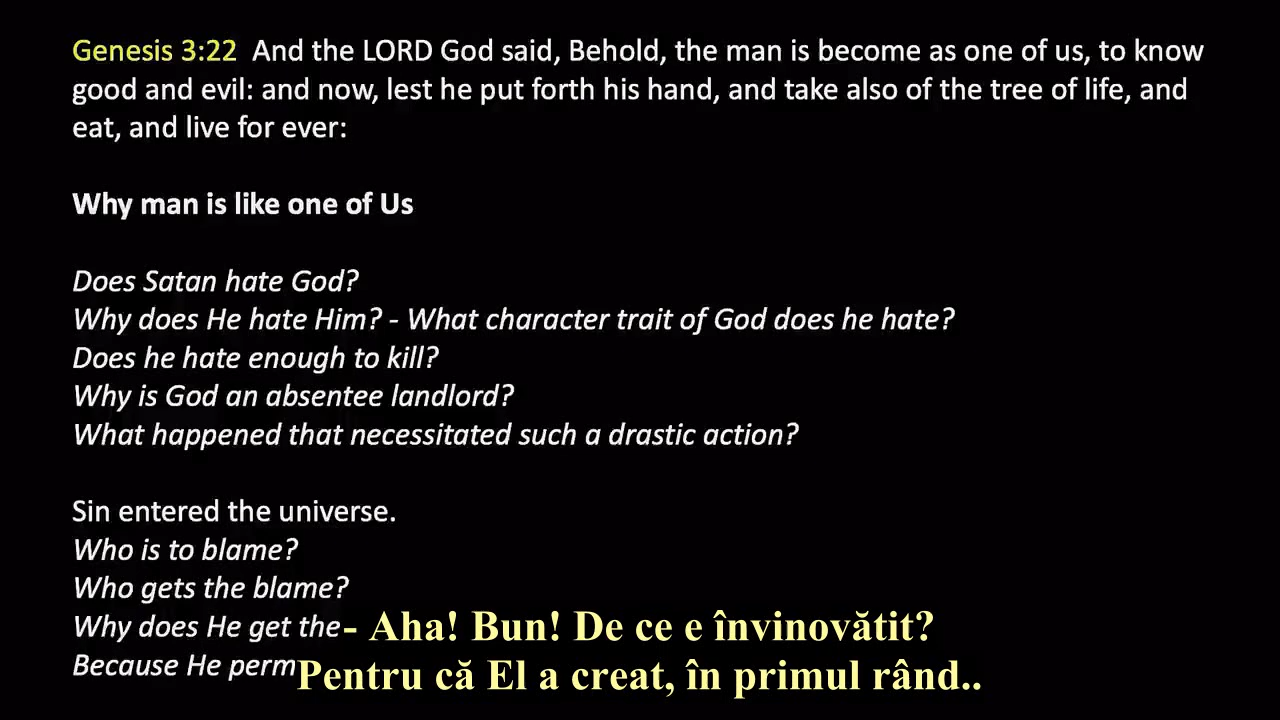 Genesis 3:22 And the LORD God said, Behold, the man is become as one of us, to know
good and evil: and now, lest he put forth his hand, and take also of the tree of life, and
eat, and live for ever:
Why man is like one of Us
Does Satan hate God?
Why does He hate Him? - What character trait of God does he hate?
Does he hate enough to kill?
Why is God an absentee landlord?
What happened that necessitated such a drastic action?
Sin entered the universe.
Who is to blame?
Who gets the blame?
Why does He get the
Because He perm
- Aha! Bun! De ce e învinovătit?
Pentru că El a creat, în primul rând..